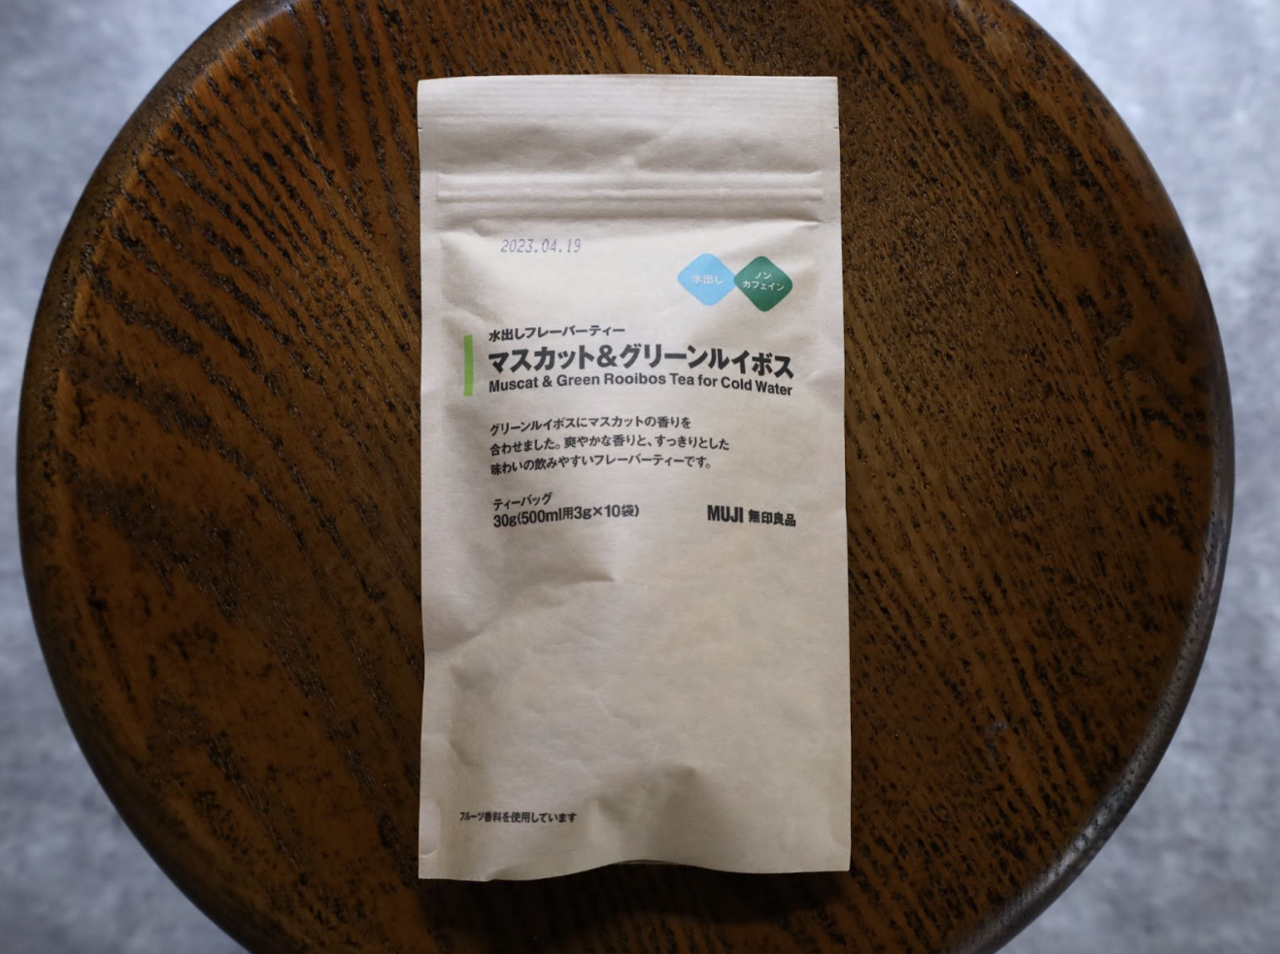 2023.04.19
水出し
ノン
カフェイン
水出しフレーバーティー
マスカット&グリーンルイボス
Muscat & Green Rooibos Tea for Cold Water
グリーンルイボスにマスカットの香りを
合わせました。爽やかな香りと、すっきりとした
味わいの飲みやすいフレーバーティーです。
ティーバッグ
30g(500ml用3g×10袋)
MUJI 無印良品
フルーツ香料を使用しています